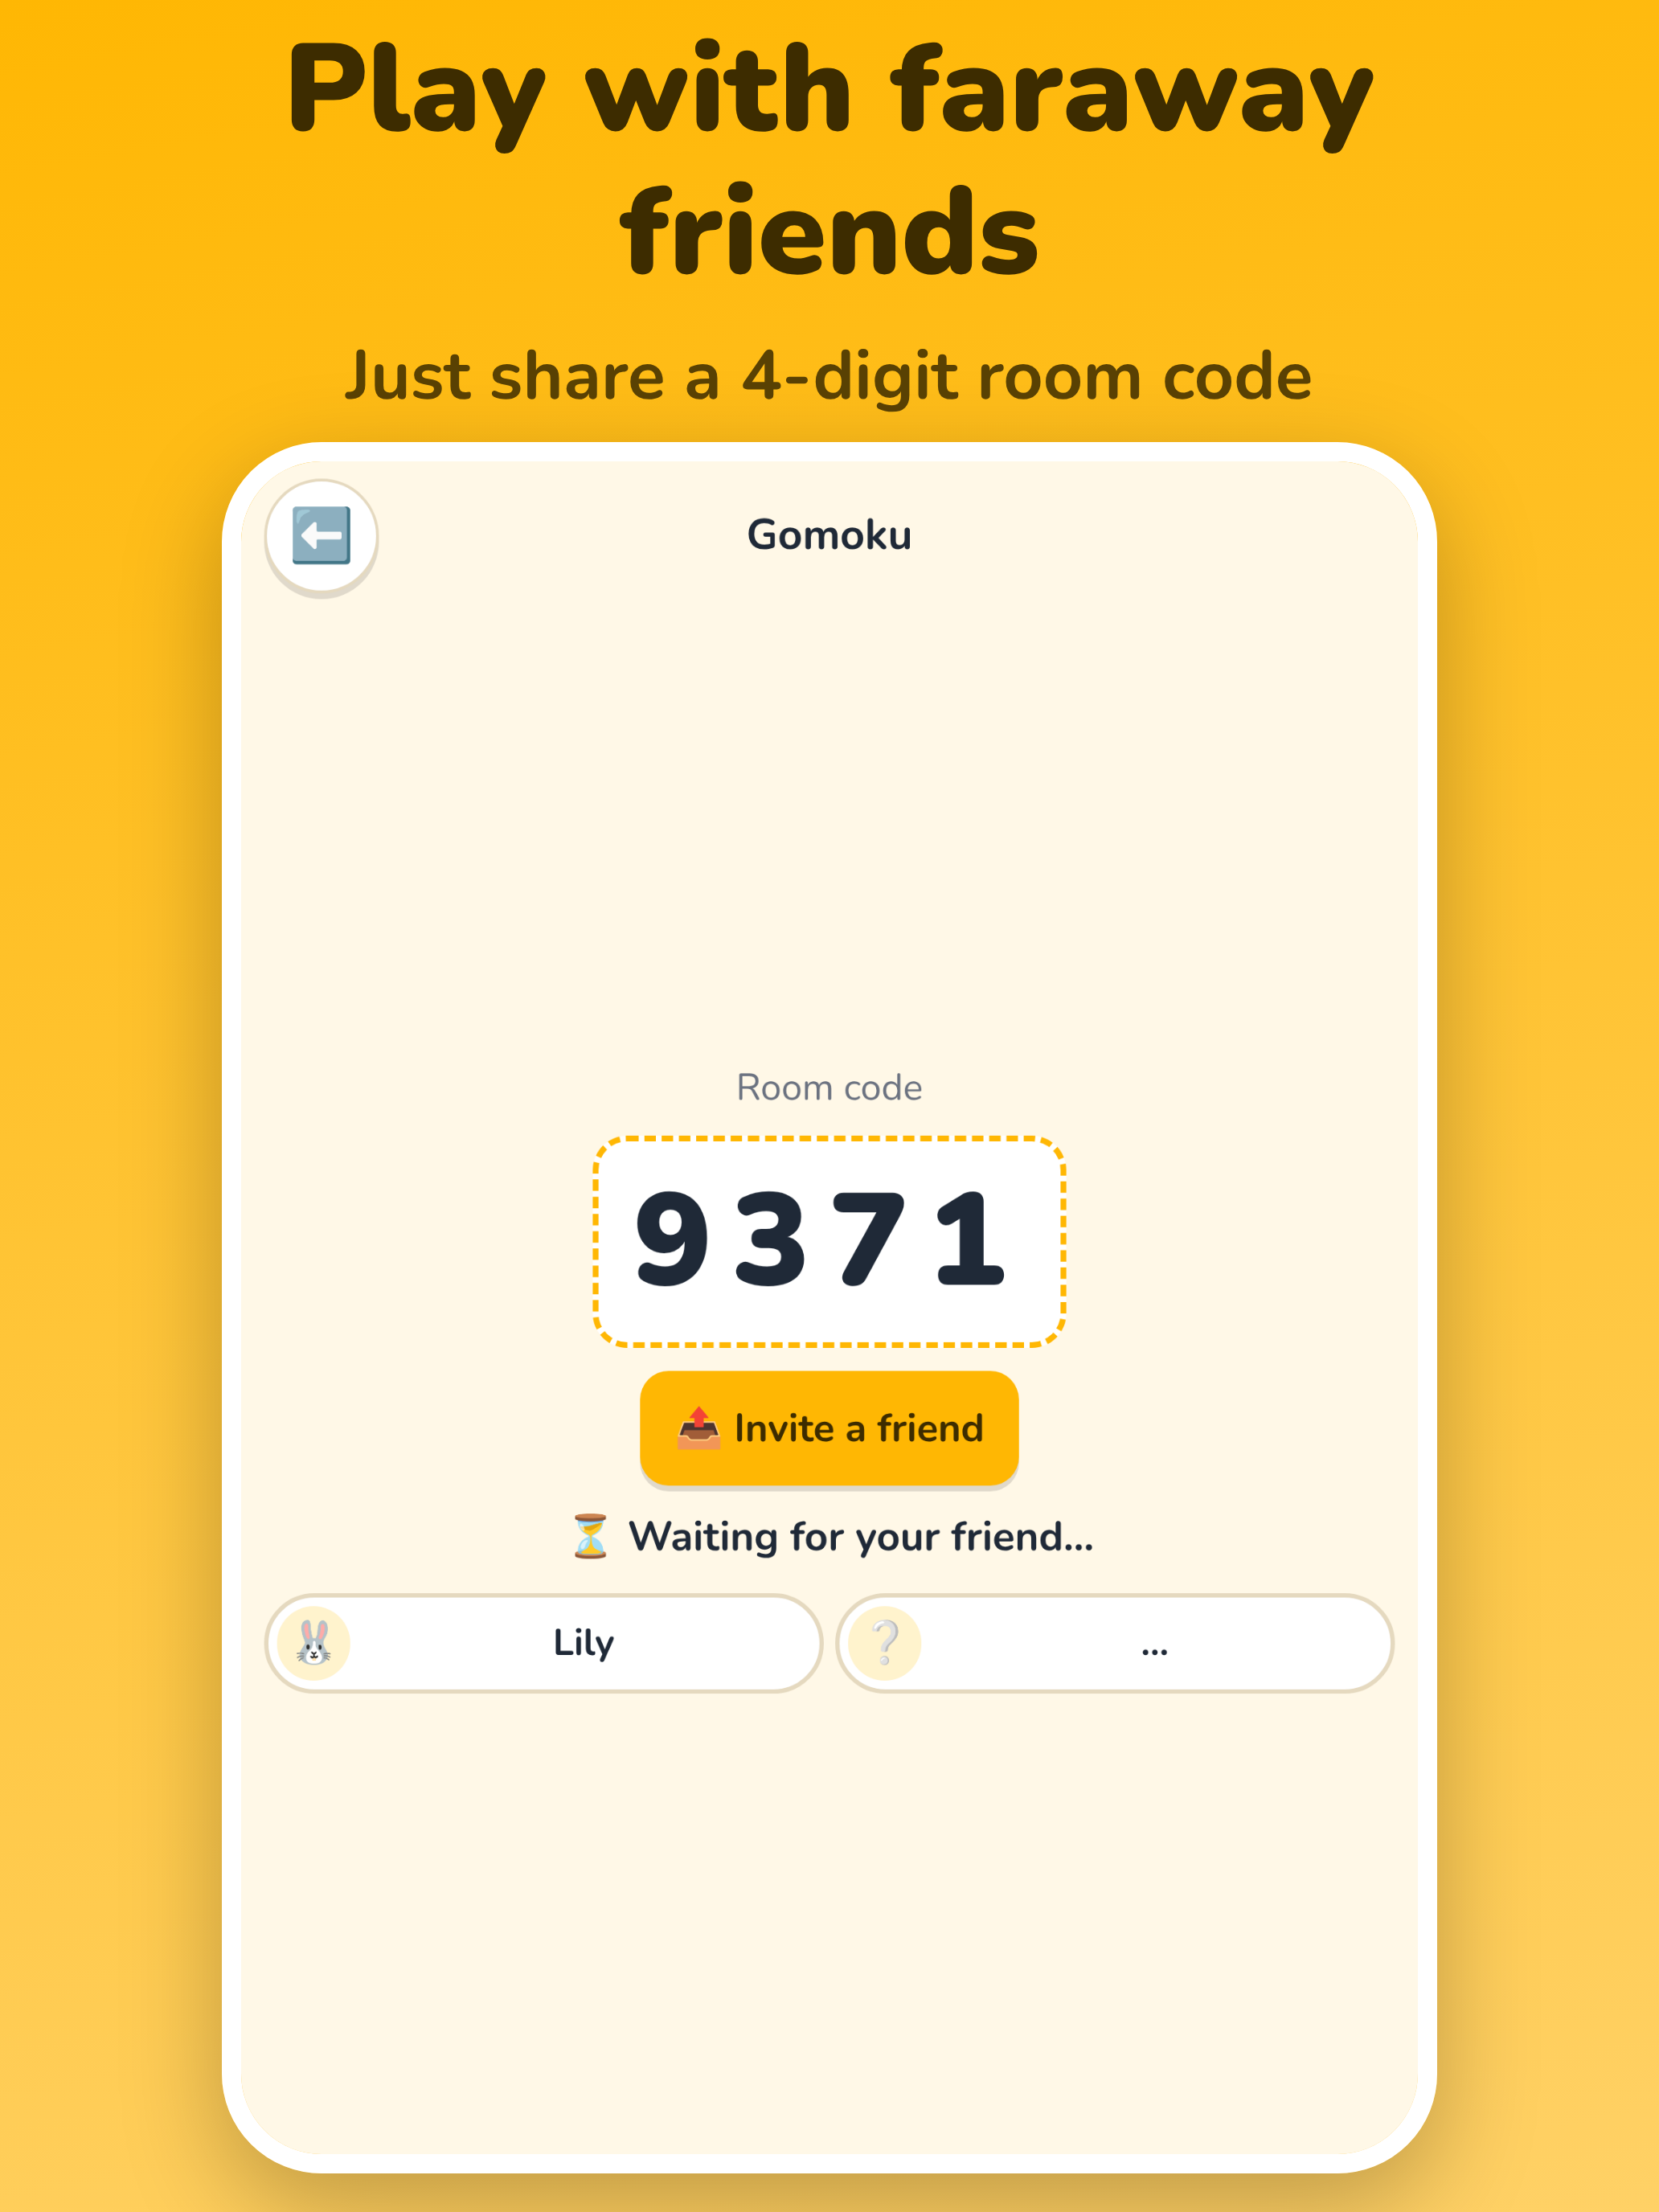 Play with faraway
friends
Just share a 4-digit room code
Gomoku
Room code
9371
Invite a friend
Waiting for your friend...
Lily
...